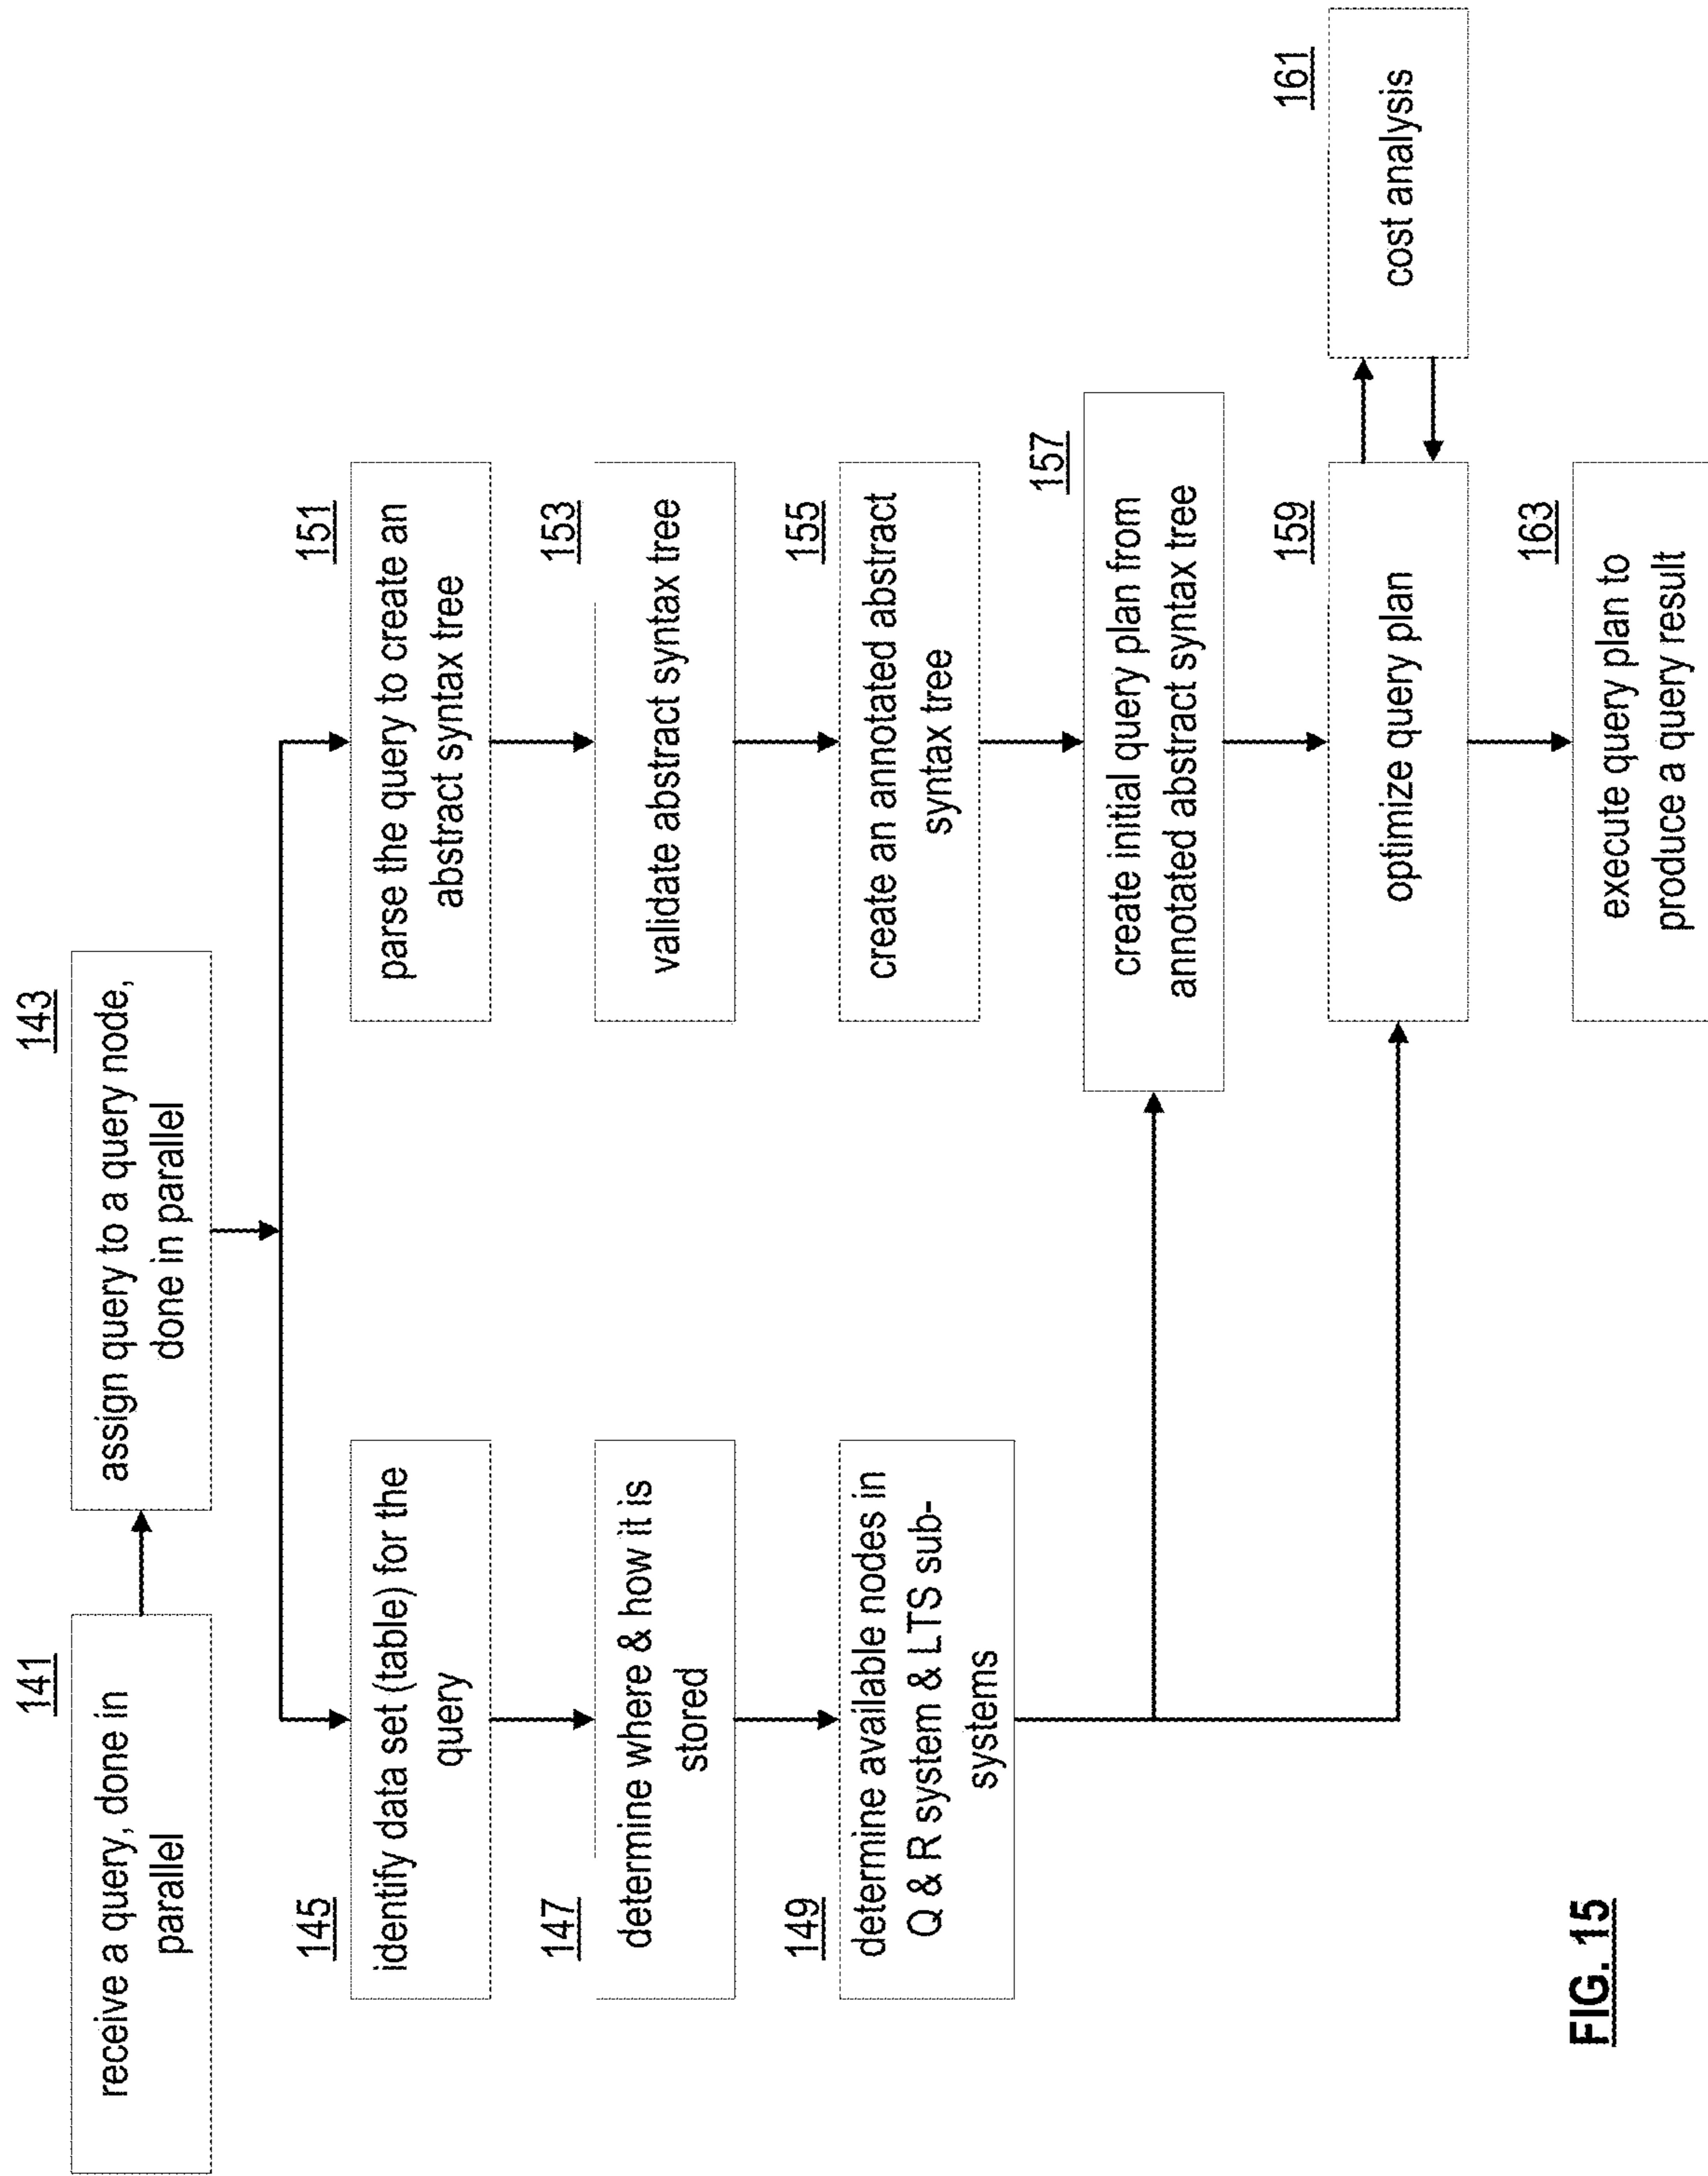 141
receive a query, done in
parallel
143
assign query to a query node,
done in parallel
145
identify data set (table) for the
query
147
determine where & how it is
stored
149
determine available nodes in
Q & R system & LTS sub-
systems
151
parse the query to create an
abstract syntax tree
153
validate abstract syntax tree
155
create an annotated abstract
syntax tree
157
create initial query plan from
annotated abstract syntax tree
159
optimize query plan
161
cost analysis
163
execute query plan to
produce a query result
FIG. 15